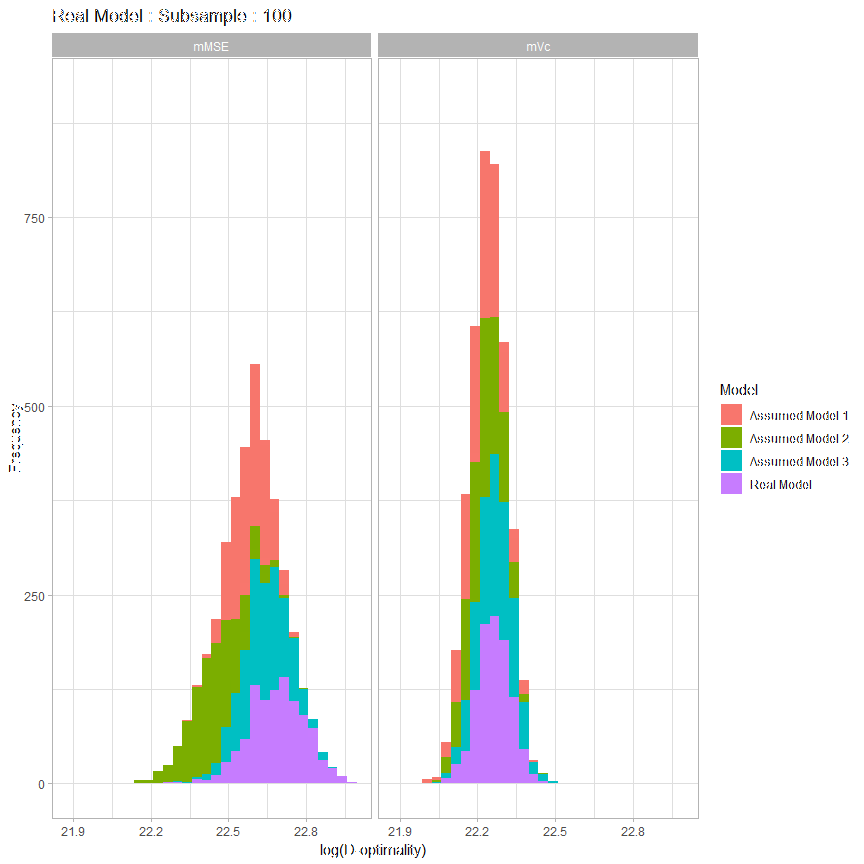 Real Model : Subsample : 100
mMSE
mVc
750
500
250
0
Frequency
21.9 22.2 22.5 22.8
21.9 22.2 22.5 22.8
log(D-optimality)
Model
Assumed Model 1
Assumed Model 2
Assumed Model 3
Real Model